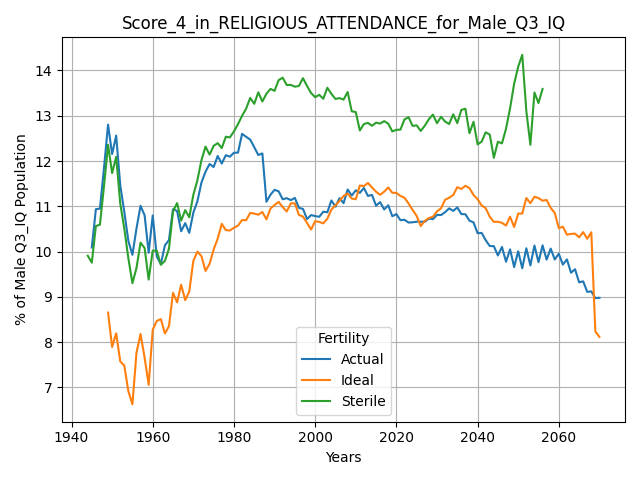 Score_4_in_RELIGIOUS_ATTENDANCE_for_Male_Q3_IQ
% of Male Q3_IQ Population
14
13
12
11
10
9
8
7
Fertility
Actual
Ideal
Sterile
1940 1960 1980 2000 2020 2040 2060
Years